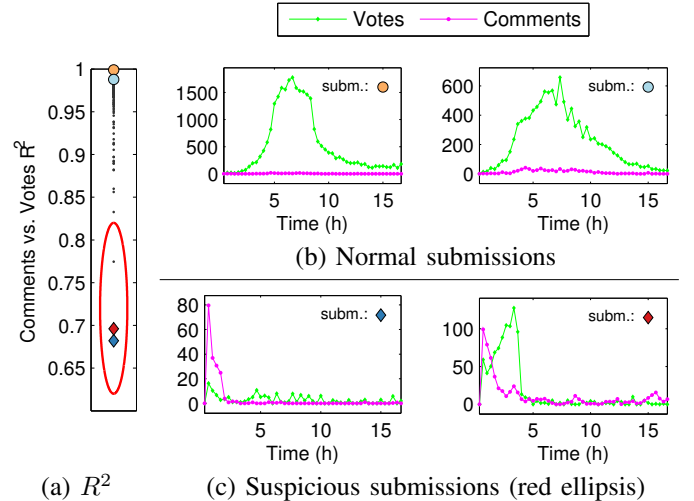 Votes Comments
Comments vs. Votes R²
1
0.95
0.9
0.85
0.8
0.75
0.7
0.65
subm.:
1500
1000
500
0
5 10 15
Time (h)
subm.:
600
400
200
0
5 10 15
Time (h)
(b) Normal submissions
subm.:
80
60
40
20
0
5 10 15
Time (h)
subm.:
100
50
0
5 10 15
Time (h)
(a) R² (c) Suspicious submissions (red ellipsis)